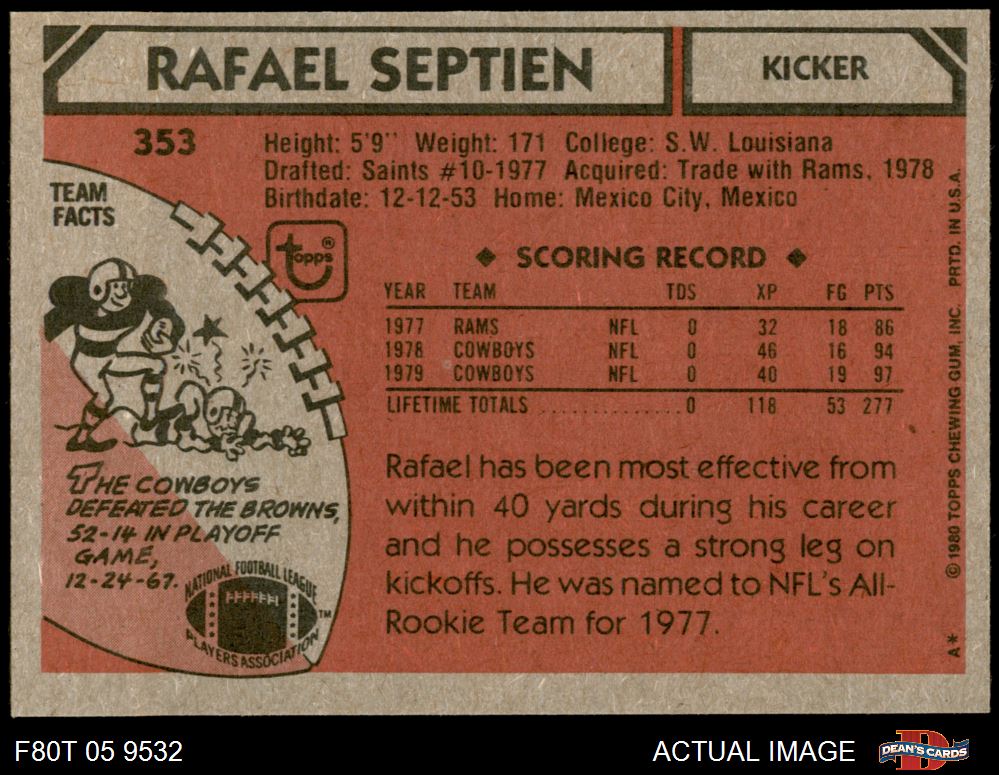 RAFAEL SEPTIEN
KICKER
353
Height: 5'9" Weight: 171 College: S.W. Louisiana
Drafted: Saints #10-1977 Acquired: Trade with Rams, 1978
Birthdate: 12-12-53 Home: Mexico City, Mexico
TEAM
FACTS
topps®
◆ SCORING RECORD ◆
YEAR TEAM TDS XP FG PTS
1977 RAMS NFL 0 32 18 86
1978 COWBOYS NFL 0 46 16 94
1979 COWBOYS NFL 0 40 19 97
LIFETIME TOTALS ................ 0 118 53 277
Rafael has been most effective from
within 40 yards during his career
and he possesses a strong leg on
kickoffs. He was named to NFL's All-
Rookie Team for 1977.
THE COWBOYS
DEFEATED THE BROWNS,
52-14 IN PLAYOFF
GAME,
12-24-67.
NATIONAL FOOTBALL LEAGUE
PLAYERS ASSOCIATION
™
A* © 1980 TOPPS CHEWING GUM, INC. PRTD. IN U.S.A.
F80T 05 9532
ACTUAL IMAGE
D
DEAN'S CARDS